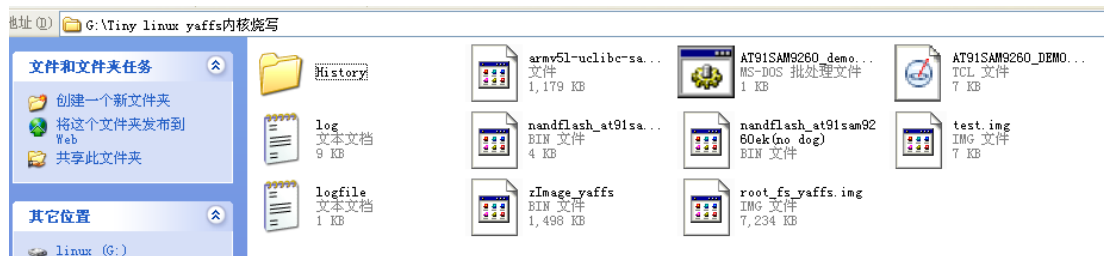 地址(D) G:\Tiny linux yaffs内核烧写
文件和文件夹任务
创建一个新文件夹
将这个文件夹发布到
Web
共享此文件夹
其它位置
linux (G:)
History
armv5l-uclibc-sa...
文件
1,179 KB
AT91SAM9260_demo...
MS-DOS 批处理文件
1 KB
AT91SAM9260_DEMO...
TCL 文件
7 KB
log
文本文档
9 KB
nandflash_at91sa...
BIN 文件
4 KB
nandflash_at91sam92
60ek(no dog)
BIN 文件
test.img
IMG 文件
7 KB
logfile
文本文档
1 KB
zImage_yaffs
BIN 文件
1,498 KB
root_fs_yaffs.img
IMG 文件
7,234 KB